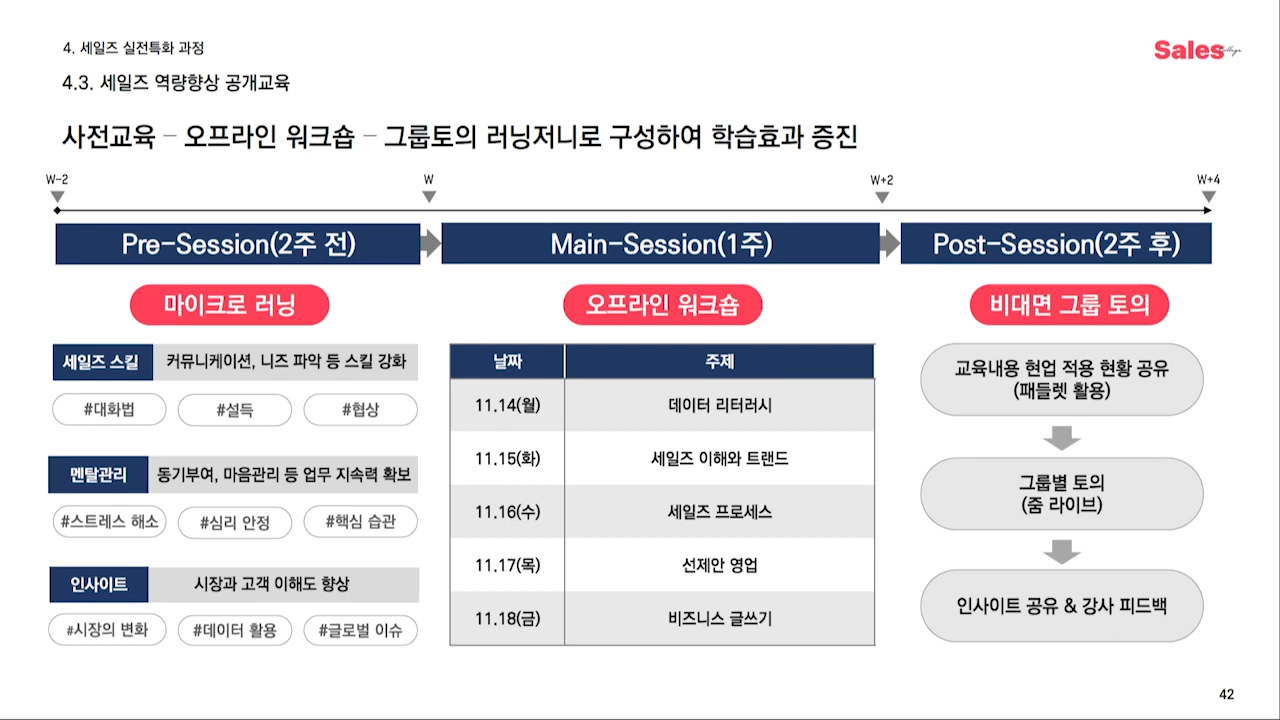 4. 세일즈 실전특화 과정
Sales College
4.3. 세일즈 역량향상 공개교육
사전교육 – 오프라인 워크숍 – 그룹토의 러닝저니로 구성하여 학습효과 증진
W-2
W
W+2
W+4
Pre-Session(2주 전)
Main-Session(1주)
Post-Session(2주 후)
마이크로 러닝
세일즈 스킬 커뮤니케이션, 니즈 파악 등 스킬 강화
#대화법 #설득 #협상
멘탈관리 동기부여, 마음관리 등 업무 지속력 확보
#스트레스 해소 #심리 안정 #핵심 습관
인사이트 시장과 고객 이해도 향상
#시장의 변화 #데이터 활용 #글로벌 이슈
오프라인 워크숍
날짜 주제
11.14(월) 데이터 리터러시
11.15(화) 세일즈 이해와 트랜드
11.16(수) 세일즈 프로세스
11.17(목) 선제안 영업
11.18(금) 비즈니스 글쓰기
비대면 그룹 토의
교육내용 현업 적용 현황 공유
(패들렛 활용)
그룹별 토의
(줌 라이브)
인사이트 공유 & 강사 피드백
42